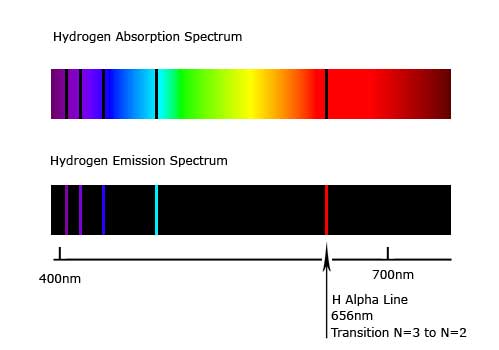 Hydrogen Absorption Spectrum
Hydrogen Emission Spectrum
400nm
700nm
H Alpha Line
656nm
Transition N=3 to N=2